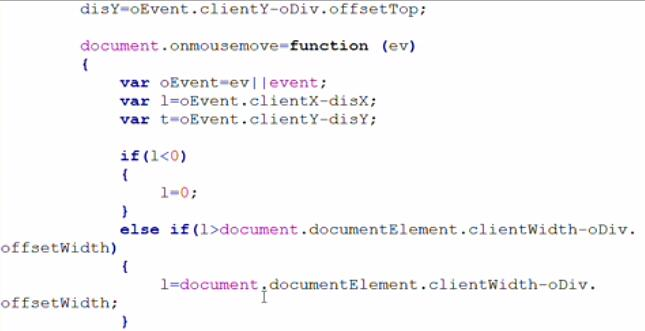 disY=oEvent.clientY-oDiv.offsetTop;
document.onmousemove=function (ev)
{
var oEvent=ev||event;
var l=oEvent.clientX-disX;
var t=oEvent.clientY-disY;
if(l<0)
{
l=0;
}
else if(l>document.documentElement.clientWidth-oDiv.
offsetWidth)
{
l=document.documentElement.clientWidth-oDiv.
offsetWidth;
}